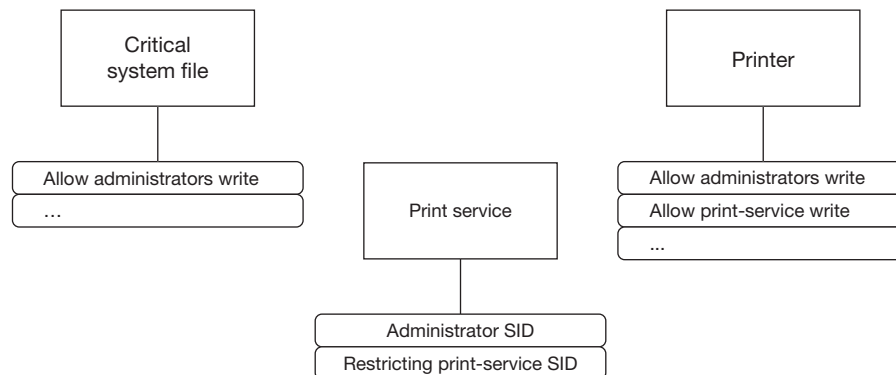 Critical
system file
Allow administrators write
...
Print service
Administrator SID
Restricting print-service SID
Printer
Allow administrators write
Allow print-service write
...